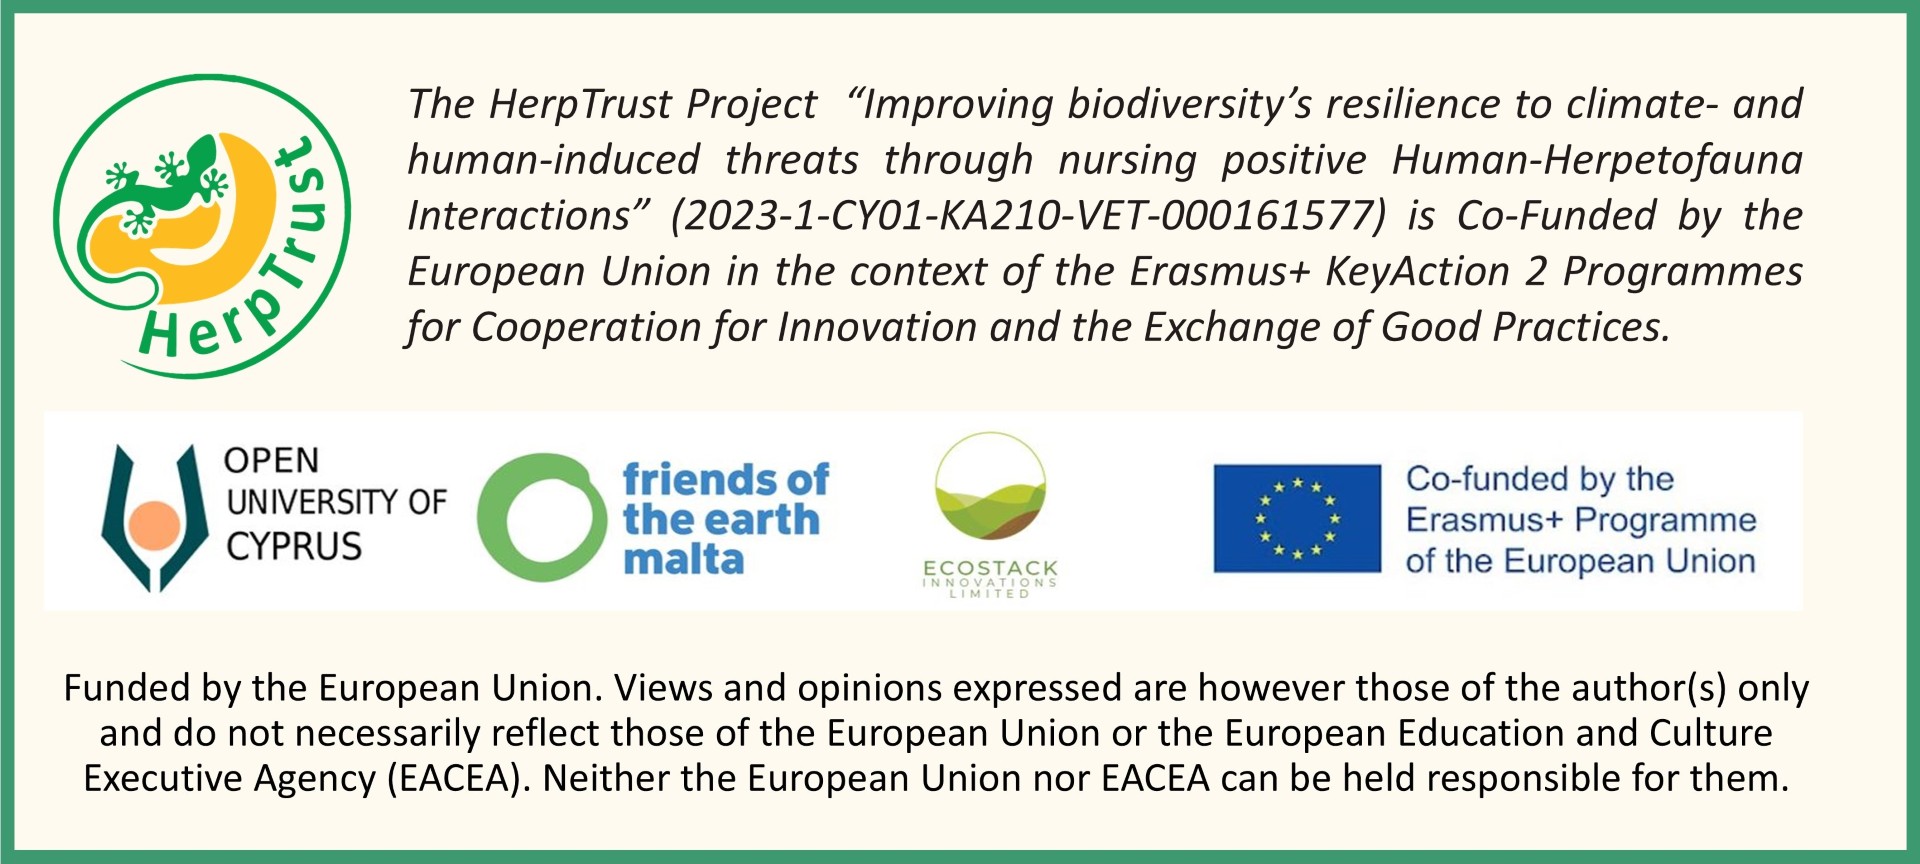 HerpTrust
The HerpTrust Project “Improving biodiversity’s resilience to climate- and
human-induced threats through nursing positive Human-Herpetofauna
Interactions” (2023-1-CY01-KA210-VET-000161577) is Co-Funded by the
European Union in the context of the Erasmus+ KeyAction 2 Programmes
for Cooperation for Innovation and the Exchange of Good Practices.
OPEN
UNIVERSITY OF
CYPRUS
friends of
the earth
malta
ECOSTACK
INNOVATIONS
LIMITED
Co-funded by the
Erasmus+ Programme
of the European Union
Funded by the European Union. Views and opinions expressed are however those of the author(s) only
and do not necessarily reflect those of the European Union or the European Education and Culture
Executive Agency (EACEA). Neither the European Union nor EACEA can be held responsible for them.